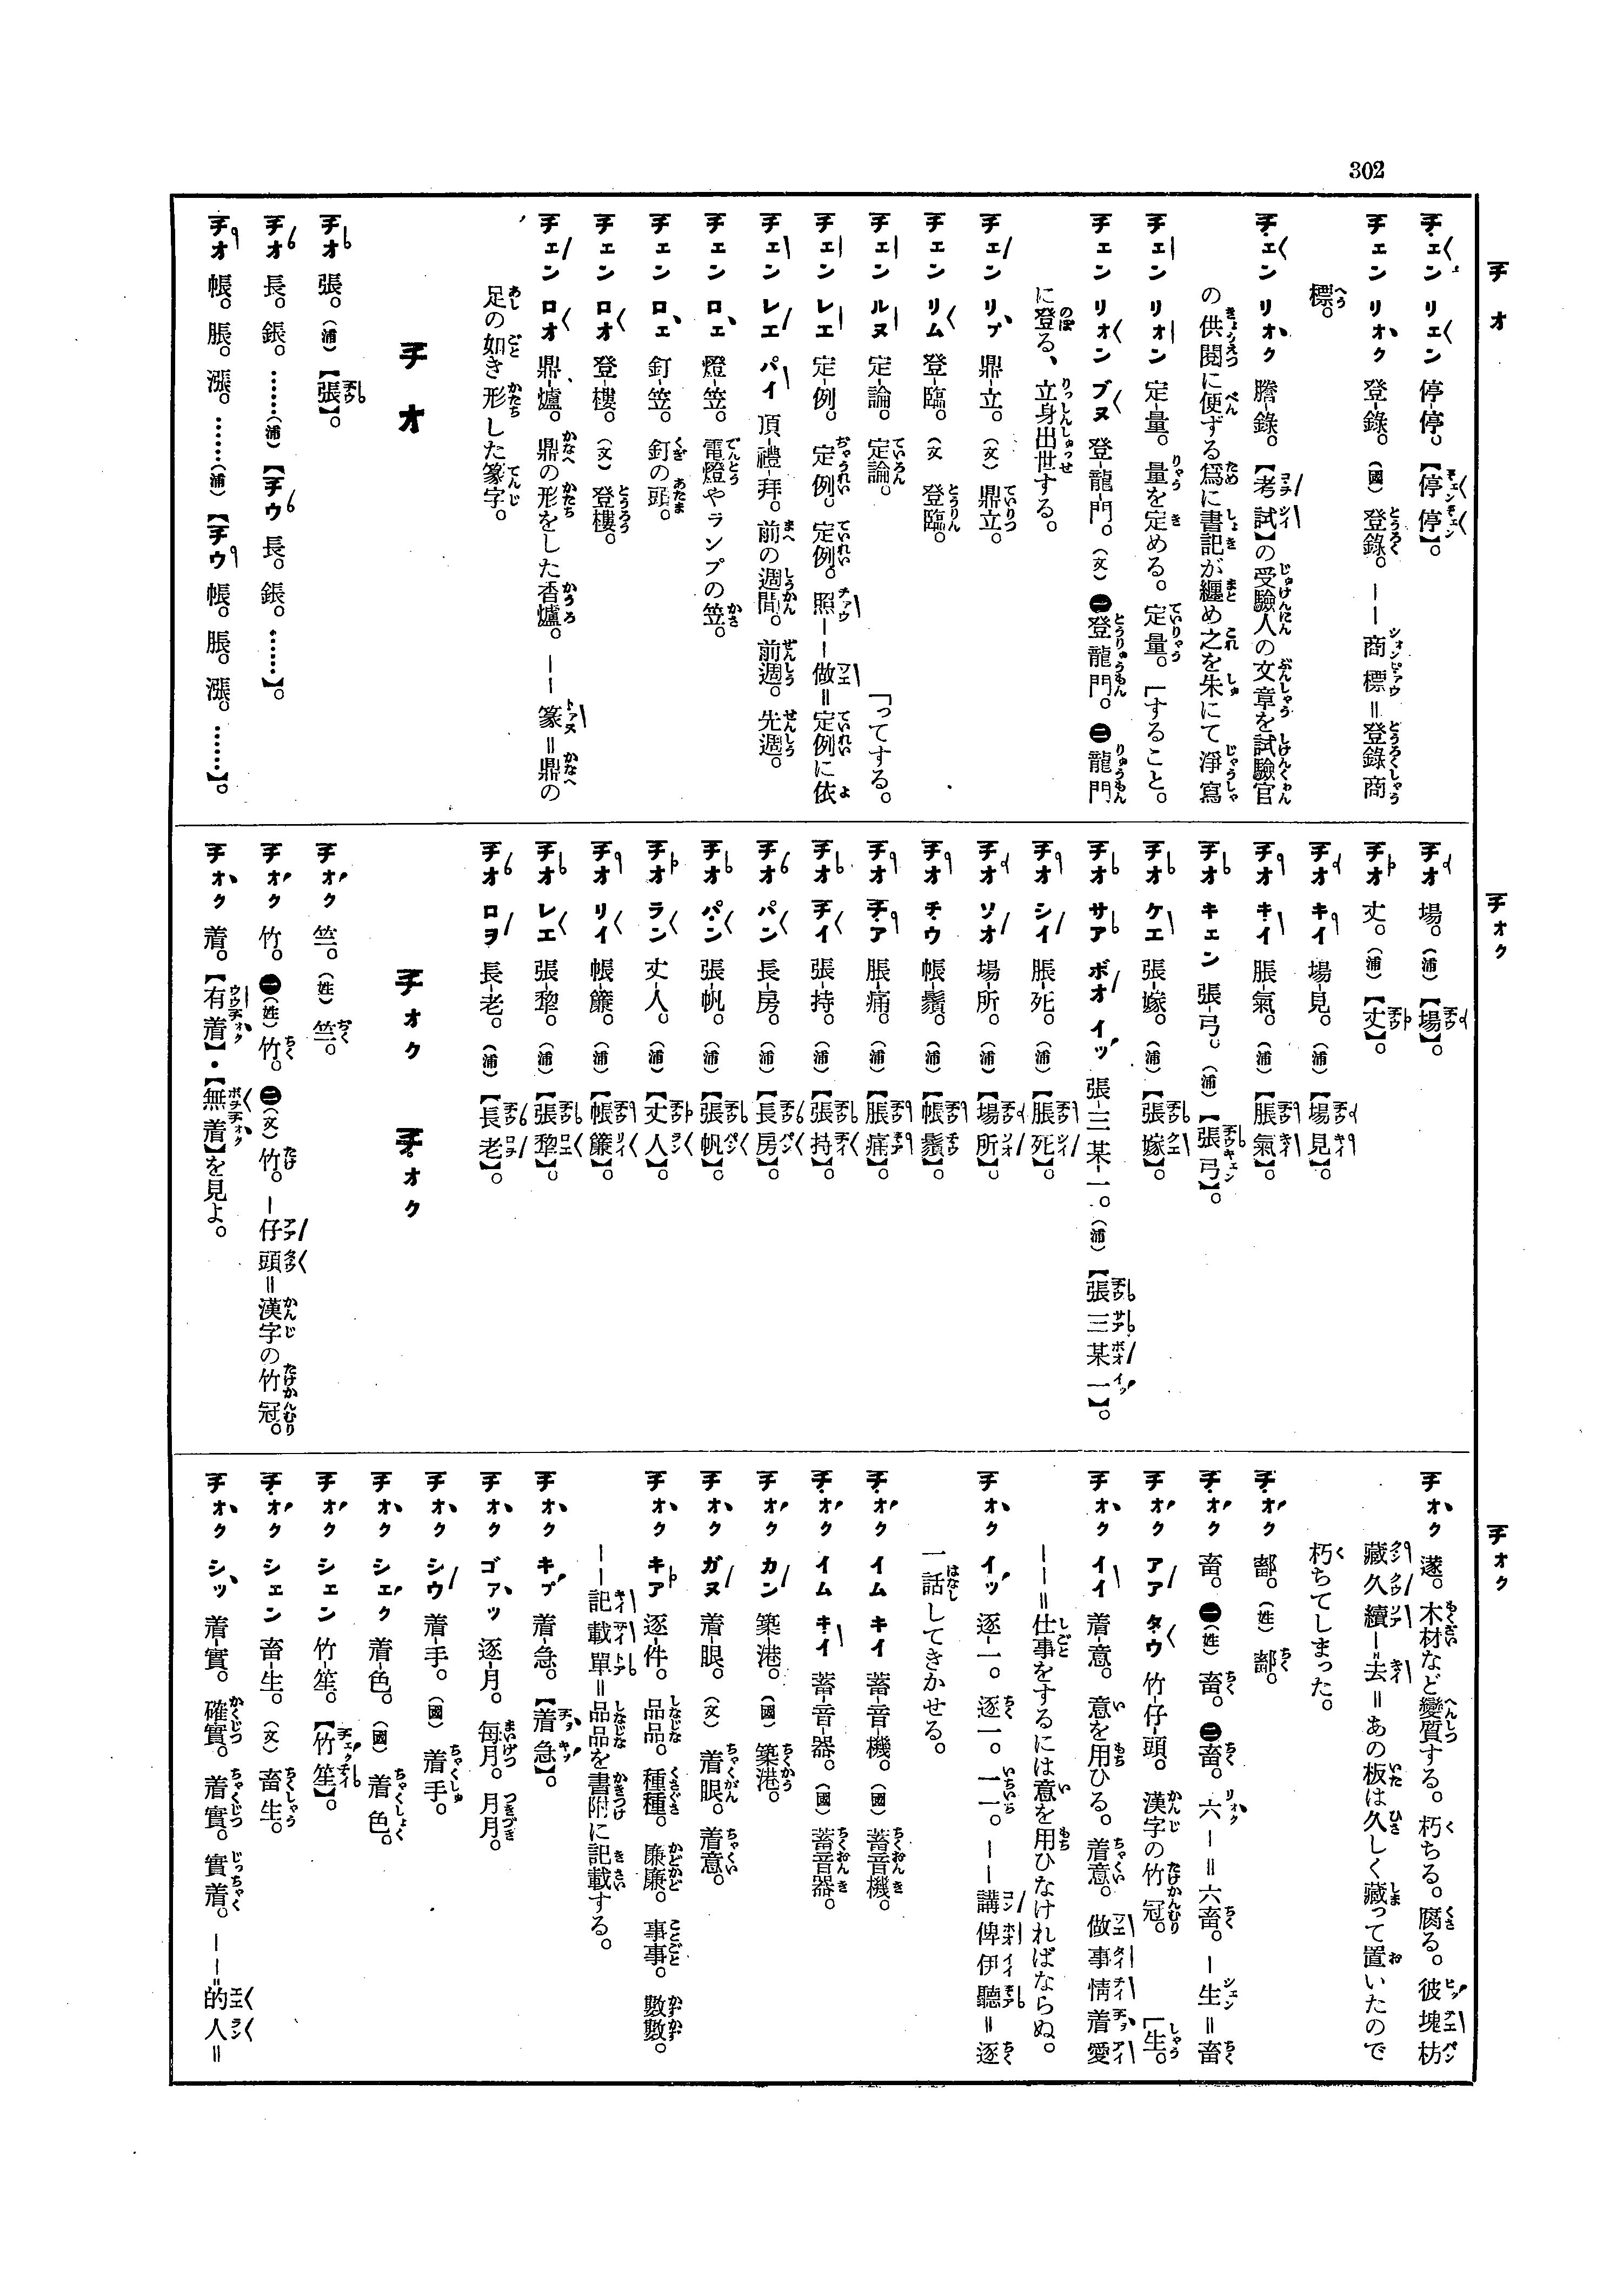 302
チオ
チェン リェン 停-停。【停停】。
チェン リオク 登-錄。(國)登錄。——商標=登錄商
標。
チェン リオク 謄-錄。【考試】の受驗人の文章を試驗官
の供閱に便ずる爲に書記が纏め之を朱にて淨寫
チェン リオン 定-量。量を定める。定量。[すること。
チェン リオン ブヌ 登-龍-門。(文)㊀登龍門。㊁龍門
に登る、立身出世する。
チェン リプ 鼎-立。(文)鼎立。
チェン リム 登-臨。(文 登臨。
チェン ルヌ 定-論。定論。
チェン レエ 定-例。定例。定例。照——做=定例に依
[ってする。
チェン レエ パイ 頂-禮-拜。前の週間。前週。先週。
チェン ロェ 燈-笠。電燈やランプの笠。
チェン ロェ 釘-笠。釘の頭。
チェン ロオ 登-樓。(文)登樓。
チェン ロオ 鼎-爐。鼎の形をした香爐。——篆=鼎の
足の如き形した篆字。
チオ
チオ 張。(浦)【張】。
チオ 長。鋹。……(浦)【チウ 長。鋹。……】。
チオ 帳。脹。漲。……(浦)【チウ 帳。脹。漲。……】。
チオク
チオ 場。(浦)【場】。
チオ 丈。(浦)【丈】。
チオ キイ 場-見。(浦)【場見】。
チオ キイ 脹-氣。(浦)【脹氣】。
チオ キェン 張-弓。(浦)【張弓】。
チオ ケエ 張-嫁。(浦)【張嫁】。
チオ サア ボオ イッ 張-三-某-一。(浦)【張三某一】。
チオ シイ 脹-死。(浦)【脹死】。
チオ ソオ 場-所。(浦)【場所】。
チオ チウ 帳-鬚。(浦)【帳鬚】。
チオ チア 脹-痛。(浦)【脹痛】。
チオ チイ 張-持。(浦)【張持】。
チオ パン 長-房。(浦)【長房】。
チオ パン 張-帆。(浦)【張帆】。
チオ ラン 丈-人。(浦)【丈人】。
チオ リイ 帳-簾。(浦)【帳簾】。
チオ レエ 張-犂。(浦)【張犂】。
チオ ロヲ 長-老。(浦)【長老】。
チオク チオク
チオク 竺。(姓)竺。
チオク 竹。㊀(姓)竹。㊁(文)竹。—仔頭=漢字の竹冠。
チオク 着。【有着】・【無着】を見よ。
チオク
チオク 遂。木材など變質する。朽ちる。腐る。彼塊枋
藏久續—去=あの板は久しく藏って置いたので
朽ちてしまった。
チオク 鄐。(姓)鄐。
チオク 畜。㊀(姓)畜。㊁畜。六—=六畜。—生=畜
[生。
チオク アア タウ 竹-仔-頭。漢字の竹冠。
チオク イイ 着-意。意を用ひる。着意。做事情着愛
——=仕事をするには意を用ひなければならぬ。
チオク イッ 逐-一。逐一。一一。——講俾伊聽=逐
一話してきかせる。
チオク イム キイ 蓄-音-機。(國)蓄音機。
チオク イム キイ 蓄-音-器。(國)蓄音器。
チオク カン 築-港。(國)築港。
チオク ガヌ 着-眼。(文)着眼。着意。
チオク キア 逐-件。品品。種種。廉廉。事事。數數。
——記載單=品品を書附に記載する。
チオク キプ 着-急。【着急】。
チオク ゴアッ 逐-月。每月。月月。
チオク シウ 着-手。(國)着手。
チオク シェク 着-色。(國)着色。
チオク シェン 竹-笙。【竹笙】。
チオク シェン 畜-生。(文)畜生。
チオク シッ 着-實。確實。着實。實着。——的人=